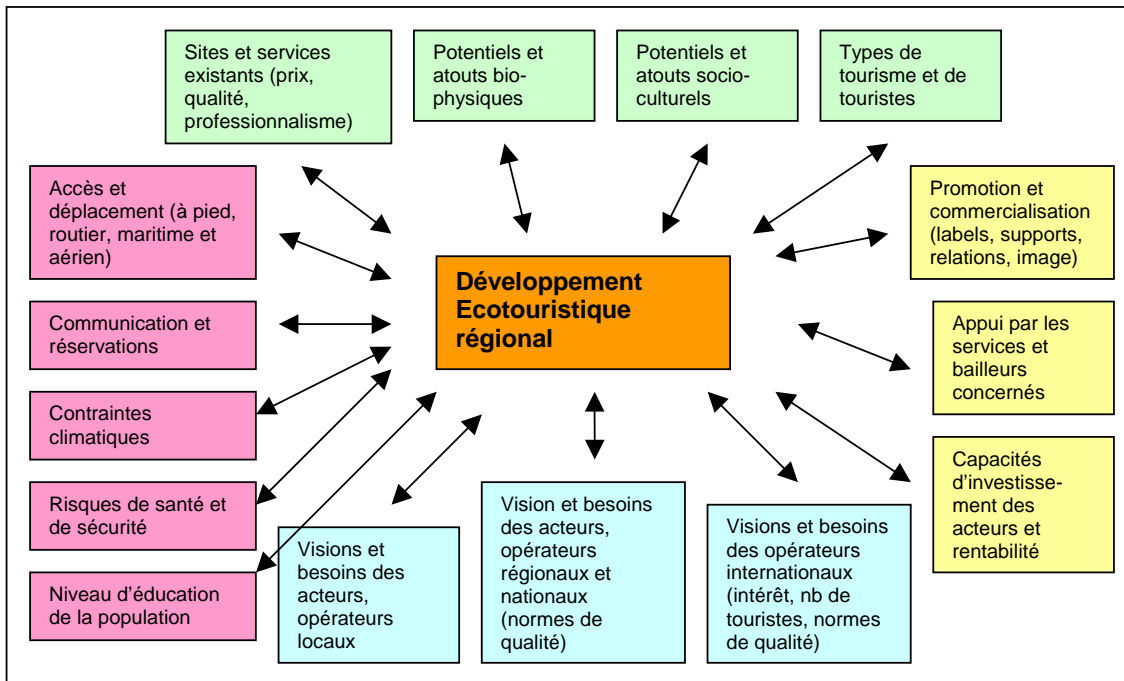 Sites et services
existants (prix,
qualité,
professionnalisme)
Potentiels et
atouts bio-
physiques
Potentiels et
atouts socio-
culturels
Types de
tourisme et de
touristes
Accès et
déplacement (à pied,
routier, maritime et
aérien)
Communication et
réservations
Contraintes
climatiques
Risques de santé et
de sécurité
Niveau d’éducation
de la population
Développement
Ecotouristique
régional
Promotion et
commercialisation
(labels, supports,
relations, image)
Appui par les
services et
bailleurs
concernés
Capacités
d’investisse-
ment des
acteurs et
rentabilité
Visions et
besoins des
acteurs,
opérateurs
locaux
Vision et besoins
des acteurs,
opérateurs
régionaux et
nationaux
(normes de
qualité)
Visions et besoins
des opérateurs
internationaux
(intérêt, nb de
touristes, normes
de qualité)